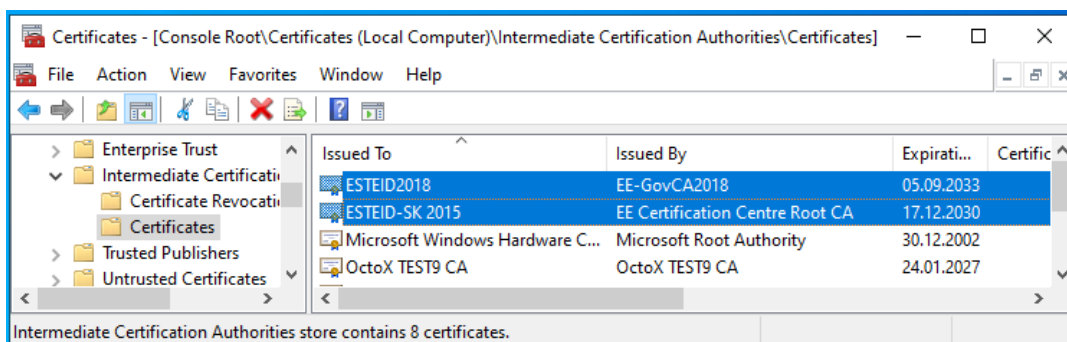 Certificates - [Console Root\Certificates (Local Computer)\Intermediate Certification Authorities\Certificates]
File Action View Favorites Window Help
Enterprise Trust
Intermediate Certificati
Certificate Revocati
Certificates
Trusted Publishers
Untrusted Certificates
Issued To Issued By Expirati... Certific
ESTEID2018 EE-GovCA2018 05.09.2033
ESTEID-SK 2015 EE Certification Centre Root CA 17.12.2030
Microsoft Windows Hardware C... Microsoft Root Authority 30.12.2002
OctoX TEST9 CA OctoX TEST9 CA 24.01.2027
Intermediate Certification Authorities store contains 8 certificates.